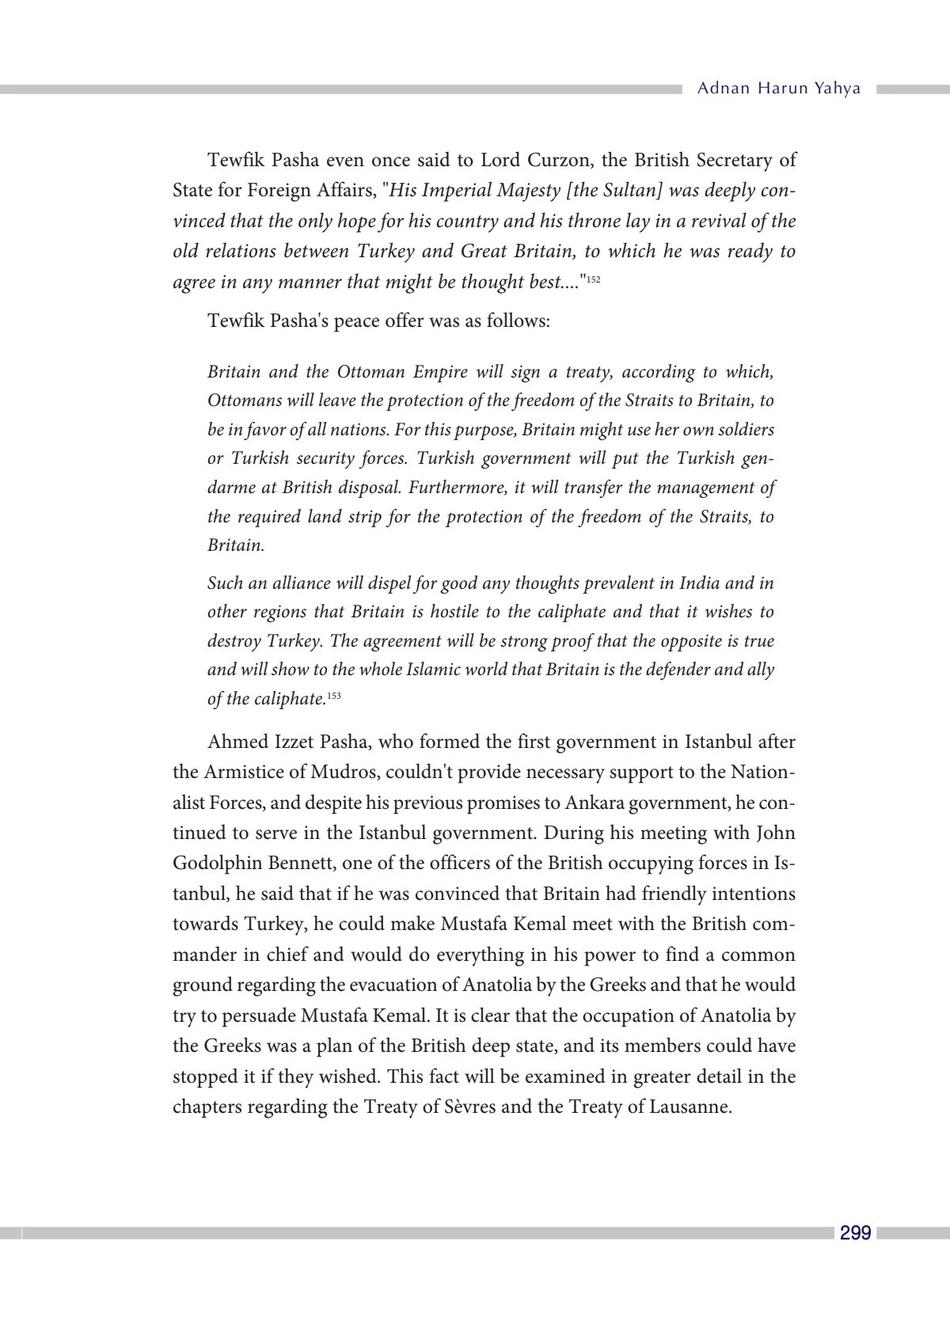 Adnan Harun Yahya
Tewfik Pasha even once said to Lord Curzon, the British Secretary of
State for Foreign Affairs, "His Imperial Majesty [the Sultan] was deeply con-
vinced that the only hope for his country and his throne lay in a revival of the
old relations between Turkey and Great Britain, to which he was ready to
agree in any manner that might be thought best...."152
Tewfik Pasha's peace offer was as follows:
Britain and the Ottoman Empire will sign a treaty, according to which,
Ottomans will leave the protection of the freedom of the Straits to Britain, to
be in favor of all nations. For this purpose, Britain might use her own soldiers
or Turkish security forces. Turkish government will put the Turkish gen-
darme at British disposal. Furthermore, it will transfer the management of
the required land strip for the protection of the freedom of the Straits, to
Britain.
Such an alliance will dispel for good any thoughts prevalent in India and in
other regions that Britain is hostile to the caliphate and that it wishes to
destroy Turkey. The agreement will be strong proof that the opposite is true
and will show to the whole Islamic world that Britain is the defender and ally
of the caliphate.153
Ahmed Izzet Pasha, who formed the first government in Istanbul after
the Armistice of Mudros, couldn't provide necessary support to the Nation-
alist Forces, and despite his previous promises to Ankara government, he con-
tinued to serve in the Istanbul government. During his meeting with John
Godolphin Bennett, one of the officers of the British occupying forces in Is-
tanbul, he said that if he was convinced that Britain had friendly intentions
towards Turkey, he could make Mustafa Kemal meet with the British com-
mander in chief and would do everything in his power to find a common
ground regarding the evacuation of Anatolia by the Greeks and that he would
try to persuade Mustafa Kemal. It is clear that the occupation of Anatolia by
the Greeks was a plan of the British deep state, and its members could have
stopped it if they wished. This fact will be examined in greater detail in the
chapters regarding the Treaty of Sèvres and the Treaty of Lausanne.
299